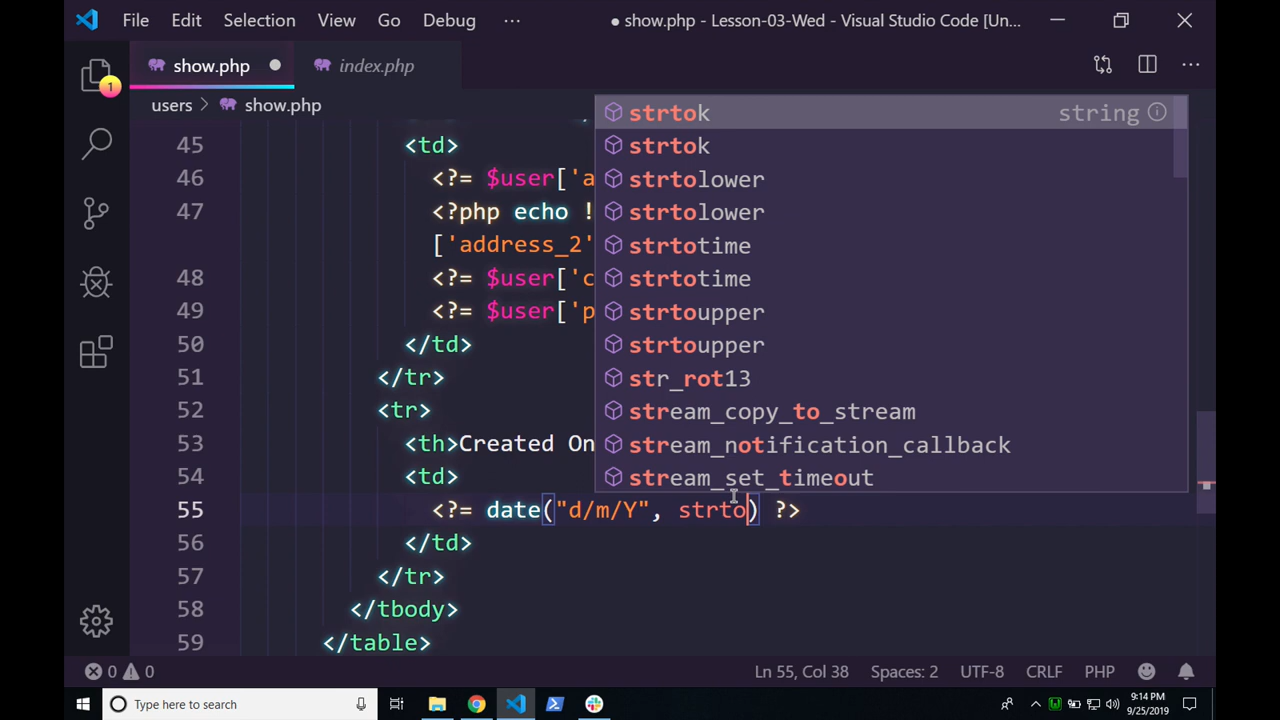 File Edit Selection View Go Debug ··· ● show.php - Lesson-03-Wed - Visual Studio Code [Un...
show.php ● index.php
1
users > show.php
45 <td>
46 <?= $user['a
47 <?php echo !
['address_2'
48 <?= $user['c
49 <?= $user['p
50 </td>
51 </tr>
52 <tr>
53 <th>Created On
54 <td>
55 <?= date("d/m/Y", strto) ?>
56 </td>
57 </tr>
58 </tbody>
59 </table>
strtok string
strtok
strtolower
strtolower
strtotime
strtotime
strtoupper
strtoupper
str_rot13
stream_copy_to_stream
stream_notification_callback
stream_set_timeout
0 0 Ln 55, Col 38 Spaces: 2 UTF-8 CRLF PHP
Type here to search
9:14 PM
9/25/2019